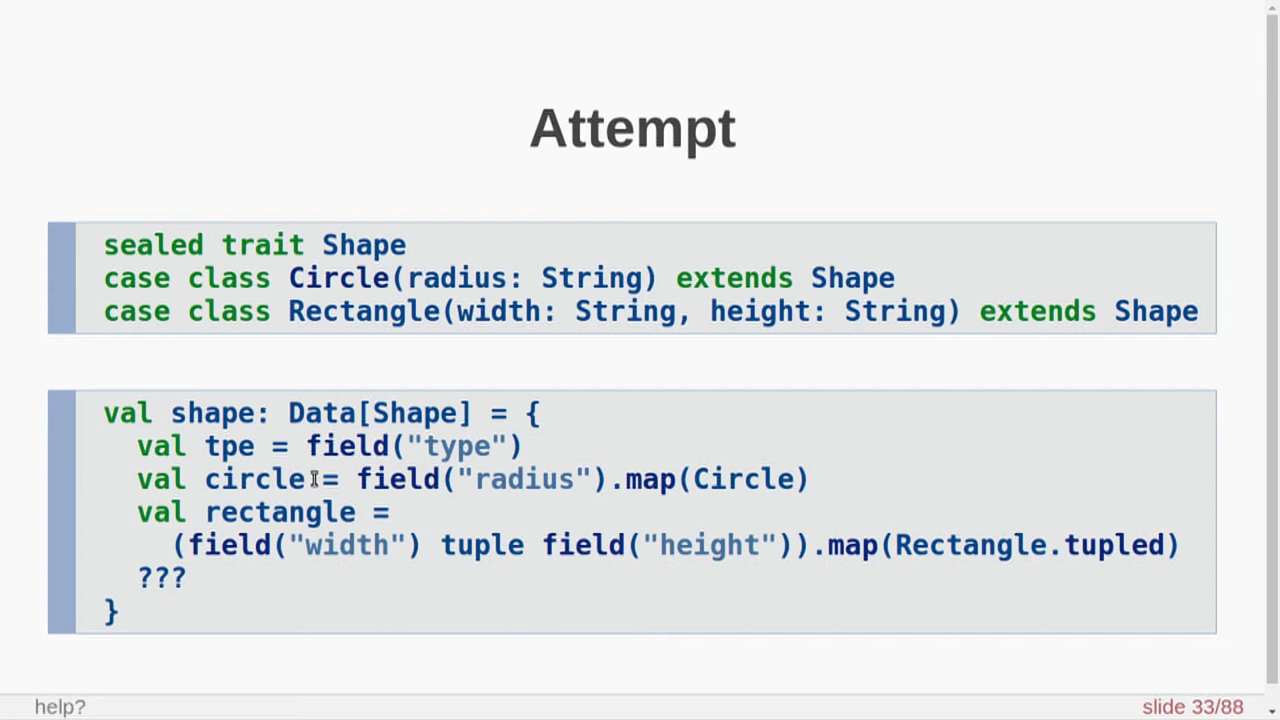 Attempt
sealed trait Shape
case class Circle(radius: String) extends Shape
case class Rectangle(width: String, height: String) extends Shape
val shape: Data[Shape] = {
  val tpe = field("type")
  val circle = field("radius").map(Circle)
  val rectangle =
    (field("width") tuple field("height")).map(Rectangle.tupled)
  ???
}
help?
slide 33/88